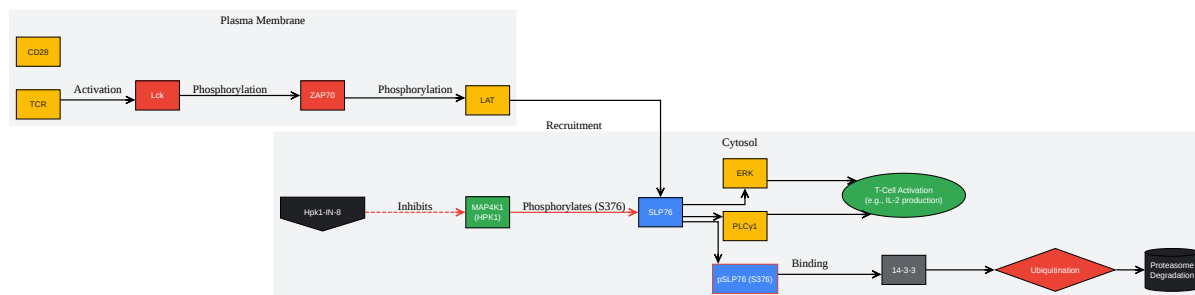 Plasma Membrane
CD28
TCR
Activation
Lck
Phosphorylation
ZAP70
Phosphorylation
LAT
Recruitment
Cytosol
ERK
T-Cell Activation
(e.g., IL-2 production)
Hpk1-IN-8
Inhibits
MAP4K1
(HPK1)
Phosphorylates (S376)
SLP76
PLCγ1
pSLP76 (S376)
Binding
14-3-3
Ubiquitination
Proteasome
Degradation